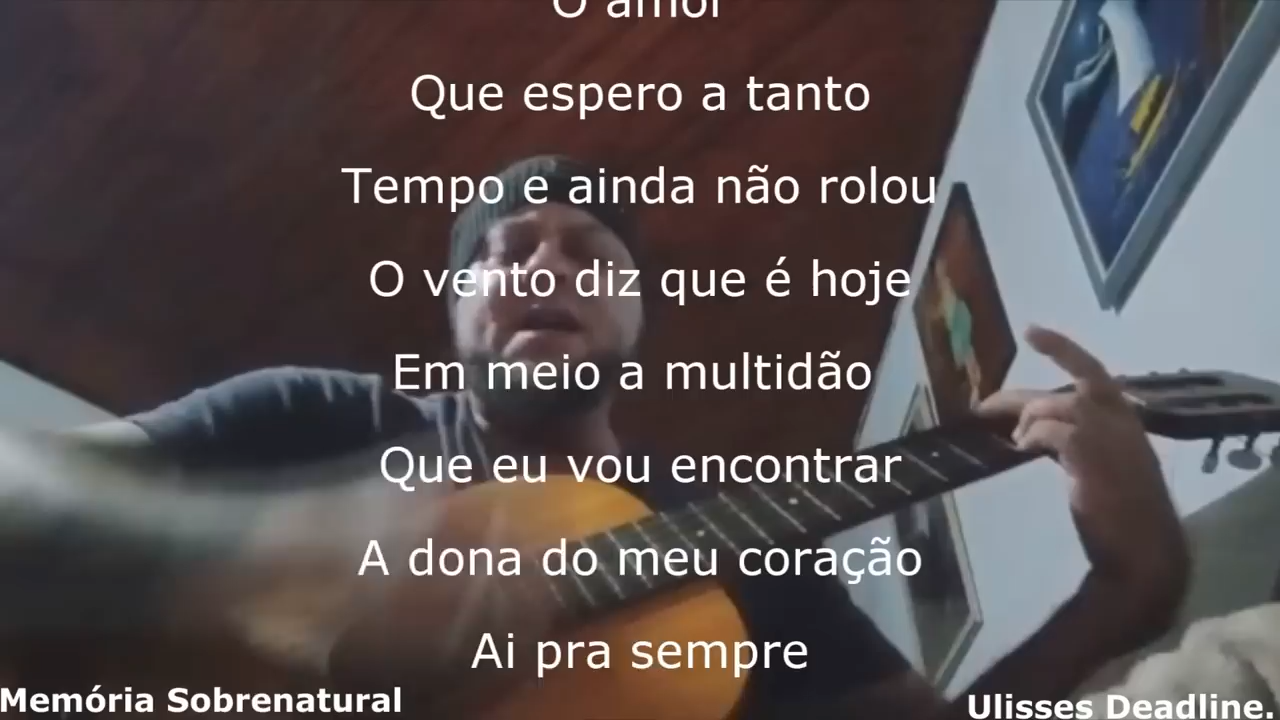 O amor
Que espero a tanto
Tempo e ainda não rolou
O vento diz que é hoje
Em meio a multidão
Que eu vou encontrar
A dona do meu coração
Ai pra sempre
Memória Sobrenatural
Ulisses Deadline.